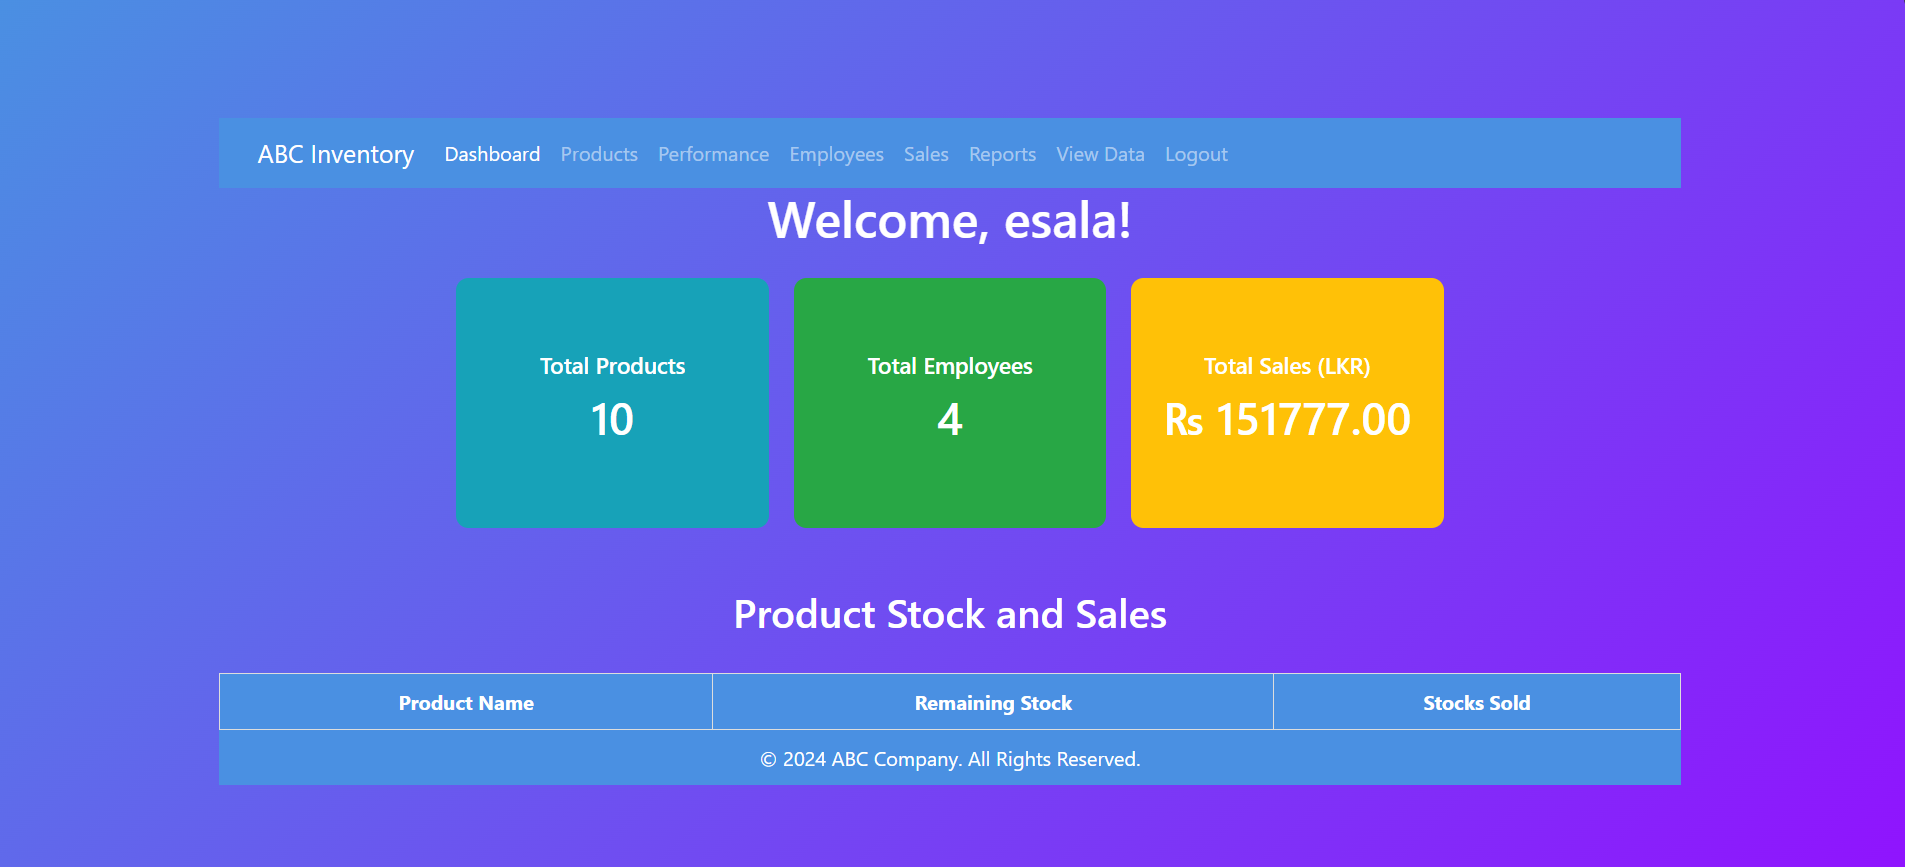 ABC Inventory Dashboard Products Performance Employees Sales Reports View Data Logout
Welcome, esala!
Total Products
10
Total Employees
4
Total Sales (LKR)
Rs 151777.00
Product Stock and Sales
Product Name Remaining Stock Stocks Sold
© 2024 ABC Company. All Rights Reserved.